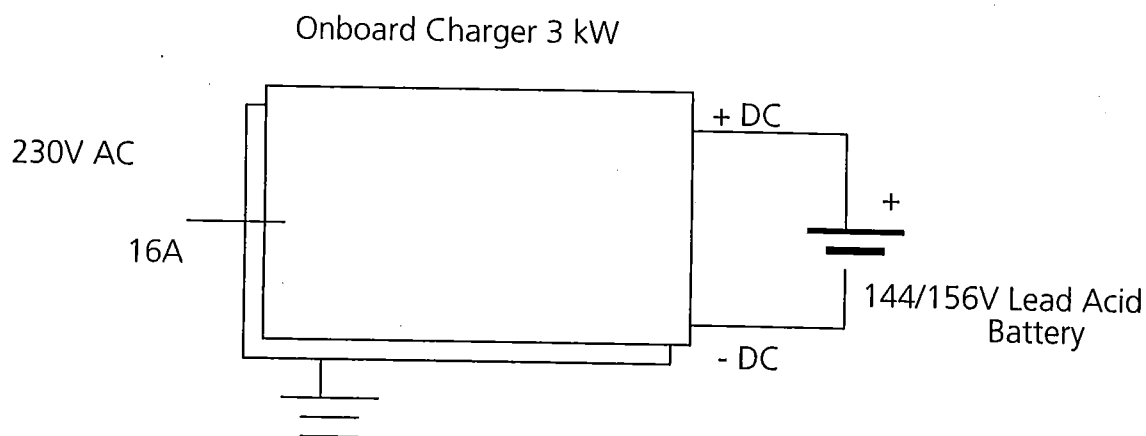 Onboard Charger 3 kW
230V AC
16A
+ DC
+
144/156V Lead Acid
Battery
- DC